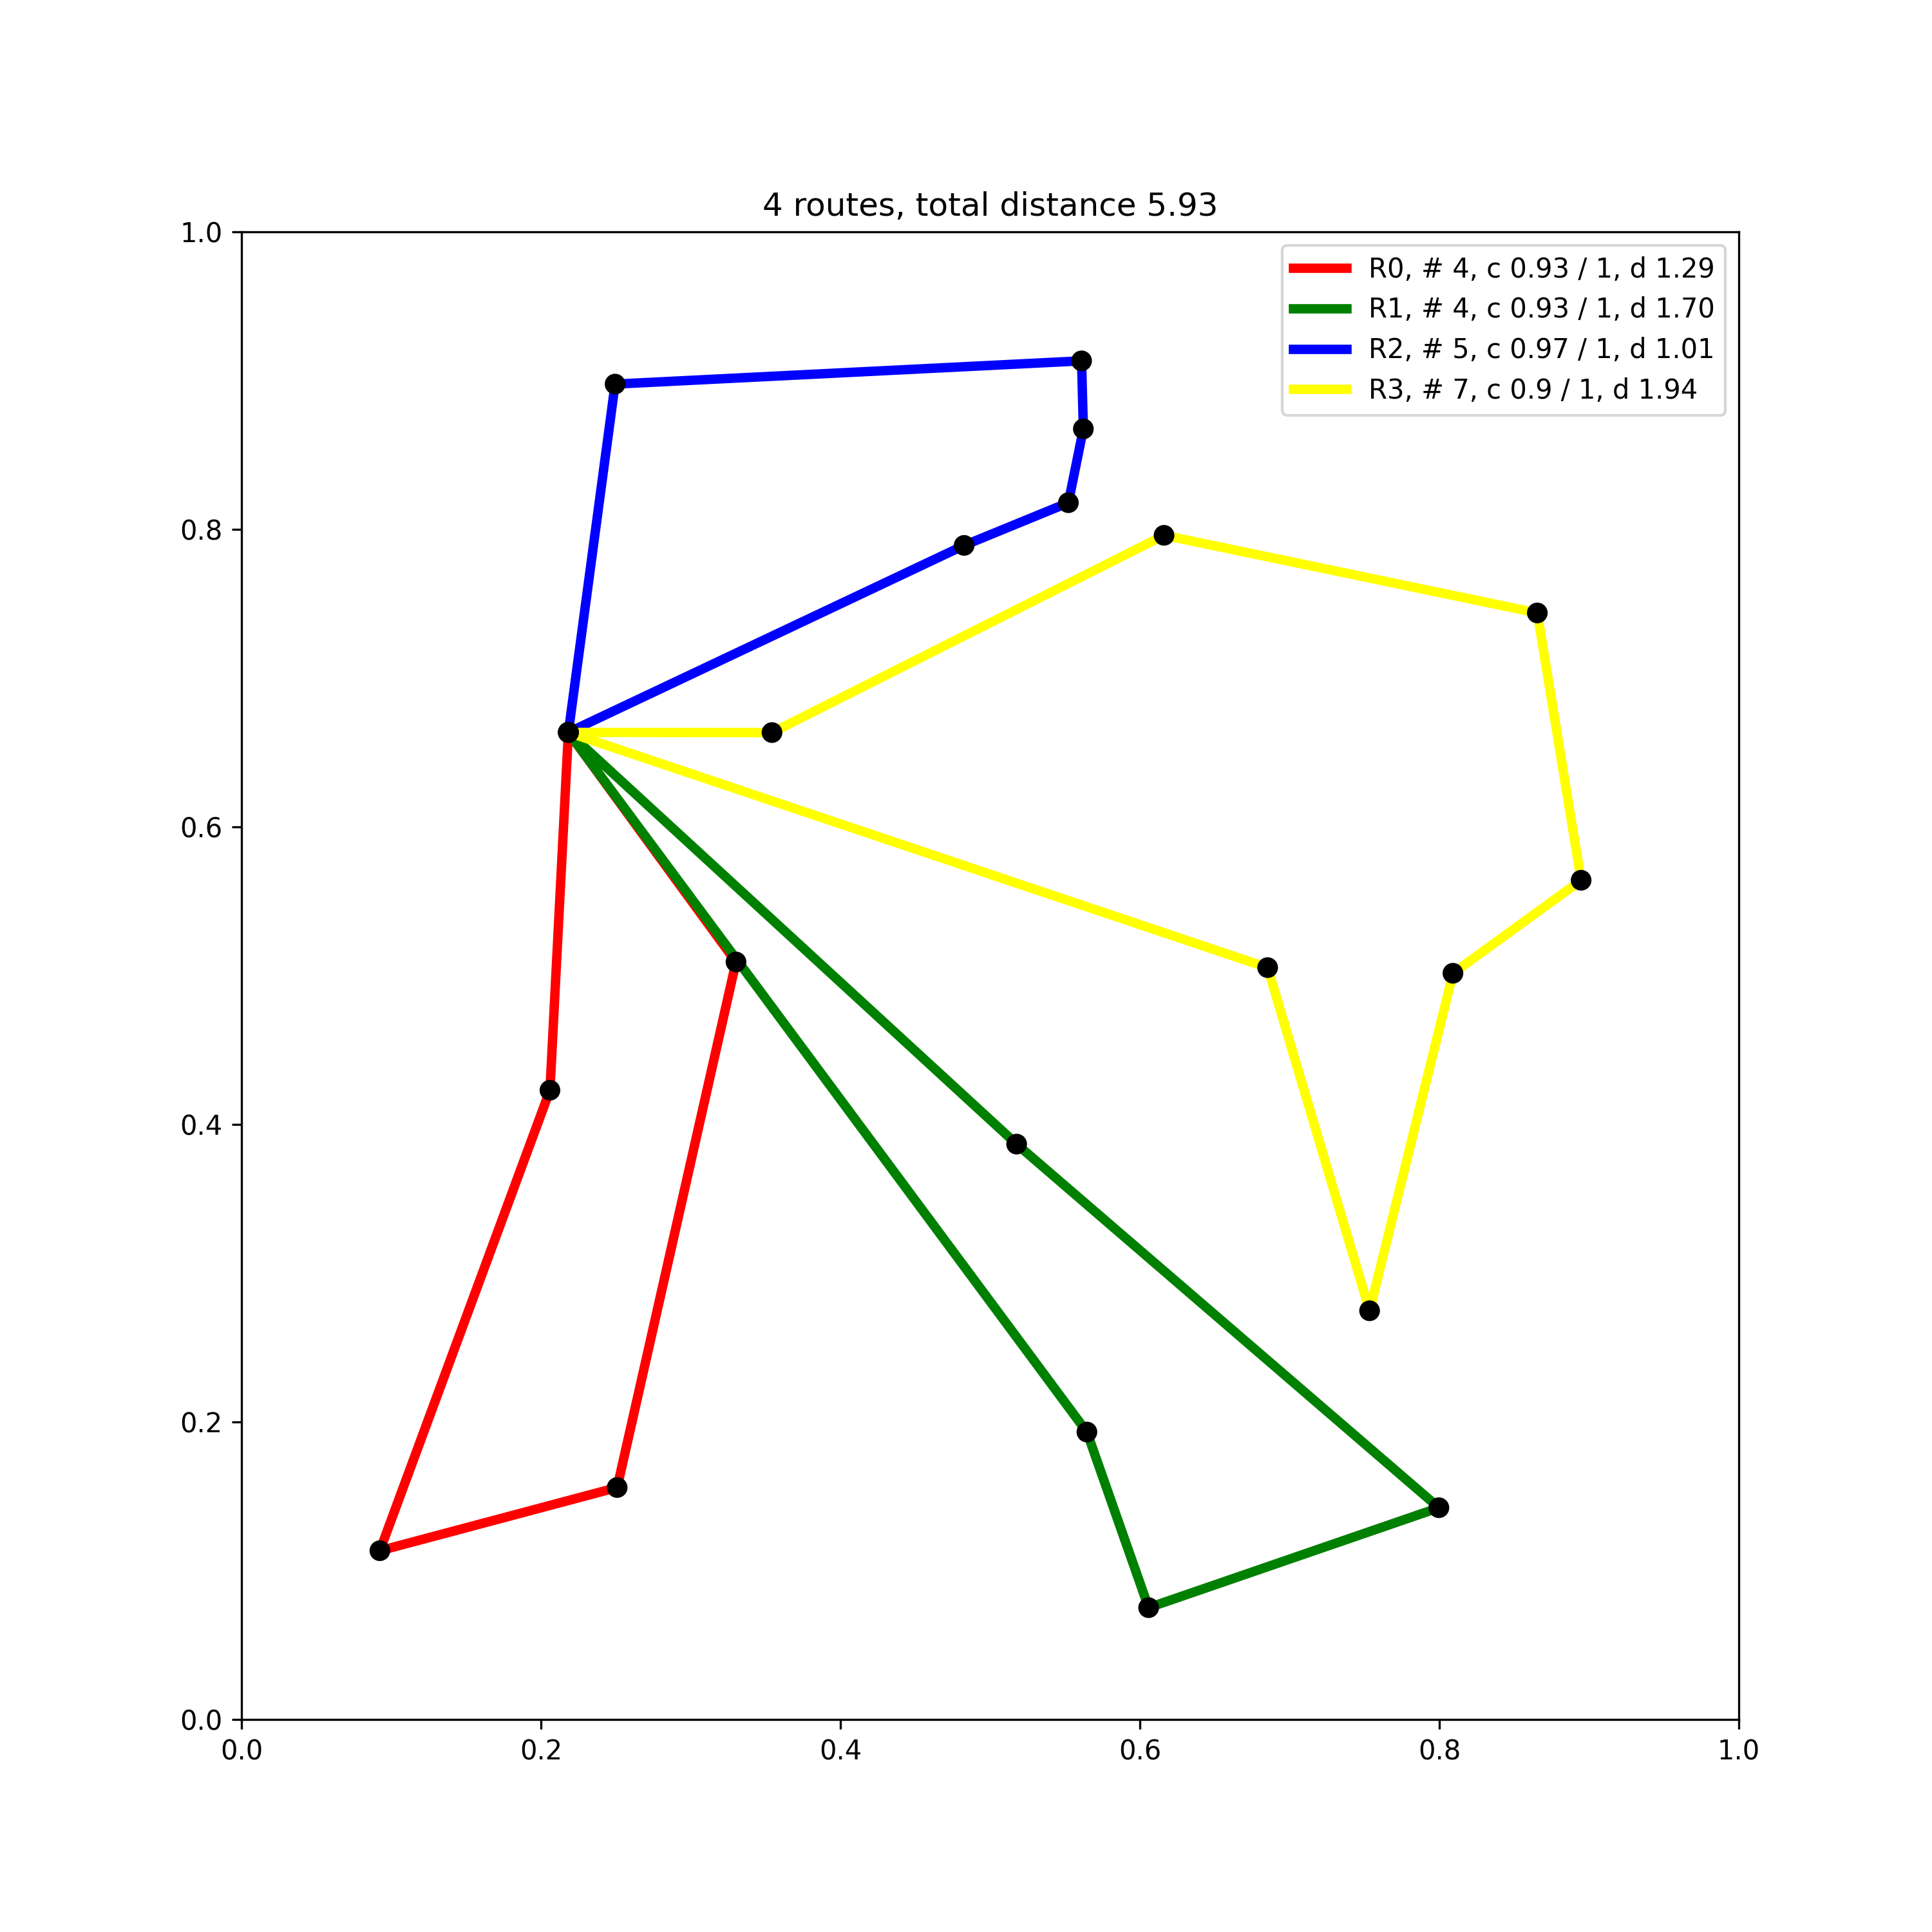 4 routes, total distance 5.93
R0, # 4, c 0.93 / 1, d 1.29
R1, # 4, c 0.93 / 1, d 1.70
R2, # 5, c 0.97 / 1, d 1.01
R3, # 7, c 0.9 / 1, d 1.94
1.0
0.8
0.6
0.4
0.2
0.0
0.0 0.2 0.4 0.6 0.8 1.0